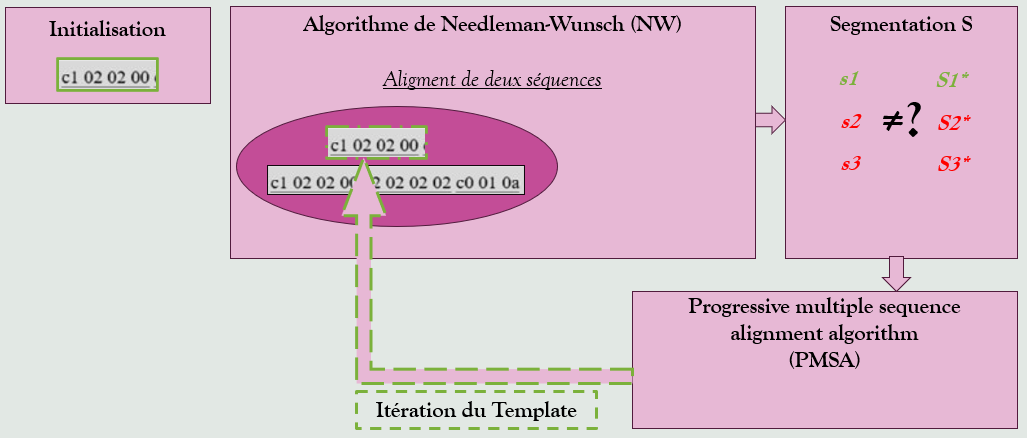 Initialisation
c1 02 02 00
Algorithme de Needleman-Wunsch (NW)
Aligment de deux séquences
c1 02 02 00
c1 02 02 00 02 02 02 02 c0 01 0a
Segmentation S
s1 S1*
s2 ≠? S2*
s3 S3*
Progressive multiple sequence
alignment algorithm
(PMSA)
Itération du Template